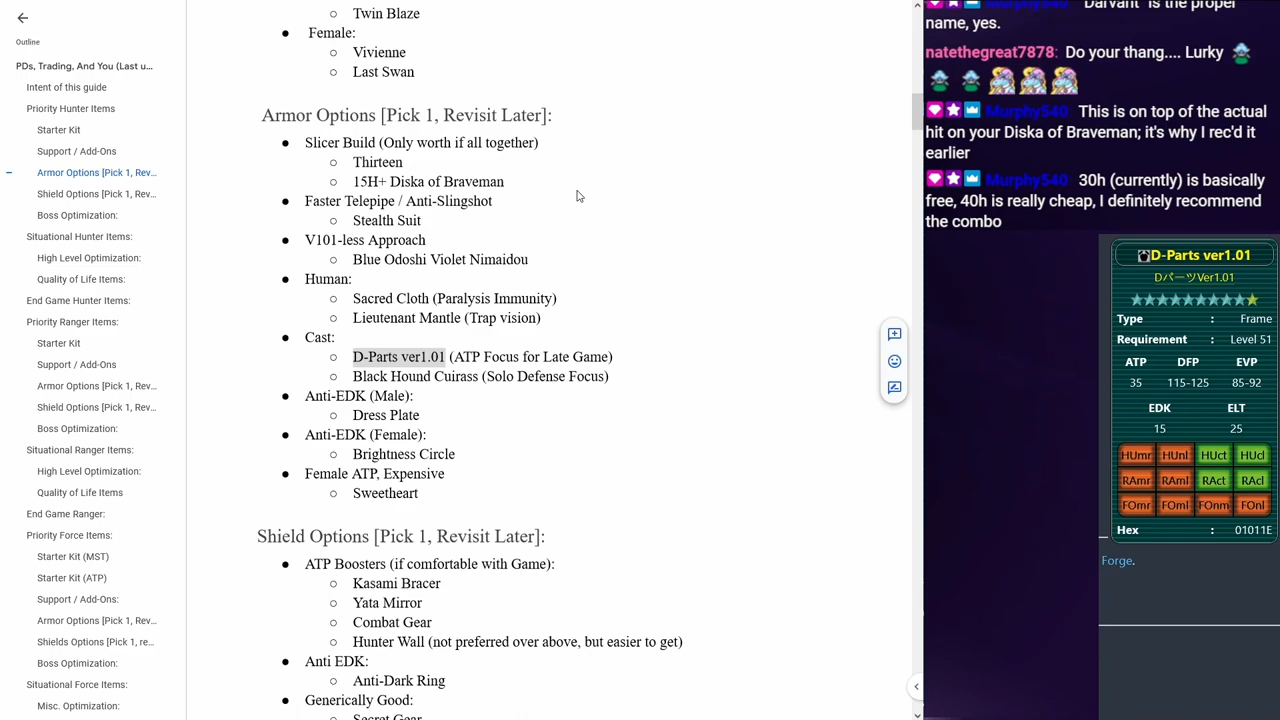 Outline
PDs, Trading, And You (Last u...
Intent of this guide
Priority Hunter Items
Starter Kit
Support / Add-Ons:
Armor Options [Pick 1, Rev...
Shield Options [Pick 1, Rev...
Boss Optimization:
Situational Hunter Items:
High Level Optimization:
Quality of Life Items:
End Game Hunter Items:
Priority Ranger Items:
Starter Kit
Support / Add-Ons:
Armor Options [Pick 1, Rev...
Shield Options [Pick 1, Rev...
Boss Optimization:
Situational Ranger Items:
High Level Optimization:
Quality of Life Items
End Game Ranger:
Priority Force Items:
Starter Kit (MST)
Starter Kit (ATP)
Support / Add-Ons:
Armor Options [Pick 1, Rev...
Shields Options [Pick 1, re...
Boss Optimization:
Situational Force Items:
Misc. Optimization:
○ Twin Blaze
● Female:
○ Vivienne
○ Last Swan
Armor Options [Pick 1, Revisit Later]:
● Slicer Build (Only worth if all together)
○ Thirteen
○ 15H+ Diska of Braveman
● Faster Telepipe / Anti-Slingshot
○ Stealth Suit
● V101-less Approach
○ Blue Odoshi Violet Nimaidou
● Human:
○ Sacred Cloth (Paralysis Immunity)
○ Lieutenant Mantle (Trap vision)
● Cast:
○ D-Parts ver1.01 (ATP Focus for Late Game)
○ Black Hound Cuirass (Solo Defense Focus)
● Anti-EDK (Male):
○ Dress Plate
● Anti-EDK (Female):
○ Brightness Circle
● Female ATP, Expensive
○ Sweetheart
Shield Options [Pick 1, Revisit Later]:
● ATP Boosters (if comfortable with Game):
○ Kasami Bracer
○ Yata Mirror
○ Combat Gear
○ Hunter Wall (not preferred over above, but easier to get)
● Anti EDK:
○ Anti-Dark Ring
● Generically Good:
○ Secret Gear
Murphy540: "Darvant" is the proper
name, yes.
natethegreat7878: Do your thang.... Lurky
Murphy540: This is on top of the actual
hit on your Diska of Braveman; it's why I rec'd it
earlier
Murphy540: 30h (currently) is basically
free, 40h is really cheap, I definitely recommend
the combo
D-Parts ver1.01
DパーツVer1.01
★★★★★★★★★★
Type : Frame
Requirement : Level 51
ATP DFP EVP
35 115-125 85-92
EDK ELT
15 25
HUmr HUnl HUct HUcl
RAmr RAml RAct RAcl
FOmr FOml FOnm FOnl
Hex : 01011E
Forge.